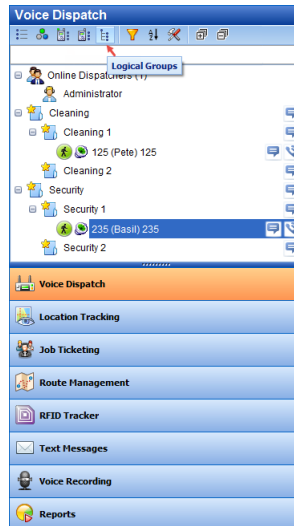 Voice Dispatch
Logical Groups
Online Dispatchers (1)
Administrator
Cleaning
Cleaning 1
125 (Pete) 125
Cleaning 2
Security
Security 1
235 (Basil) 235
Security 2
Voice Dispatch
Location Tracking
Job Ticketing
Route Management
RFID Tracker
Text Messages
Voice Recording
Reports